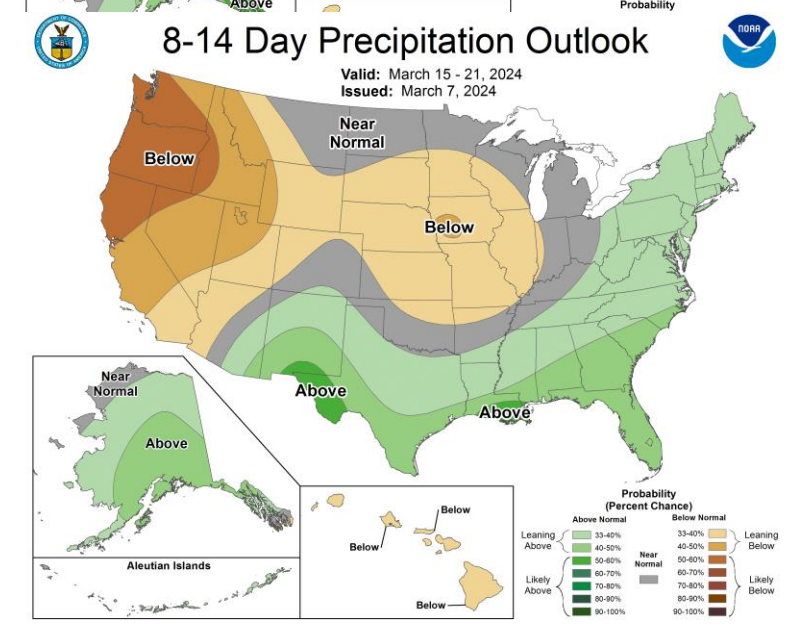 Above
Probability
8-14 Day Precipitation Outlook
Valid: March 15 - 21, 2024
Issued: March 7, 2024
NOAA
Near
Normal
Below
Below
Above
Above
Near
Normal
Above
Aleutian Islands
Below
Below
Below
Probability
(Percent Chance)
Above Normal
Below Normal
Leaning
Above
33-40%
40-50%
Likely
Above
50-60%
60-70%
70-80%
80-90%
90-100%
Near
Normal
33-40%
40-50%
Leaning
Below
50-60%
60-70%
70-80%
80-90%
90-100%
Likely
Below